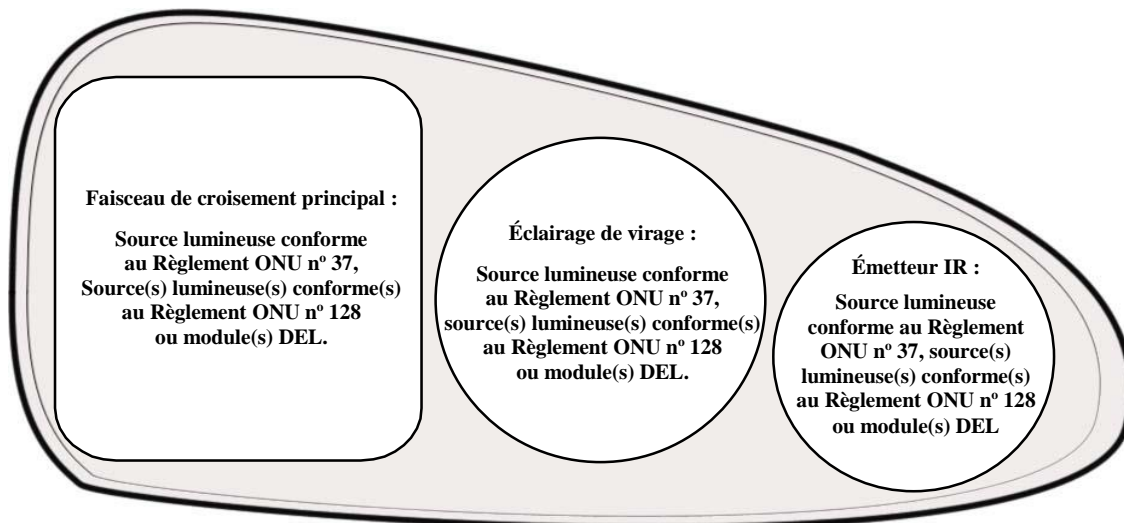 Faisceau de croisement principal :
Source lumineuse conforme
au Règlement ONU nº 37,
Source(s) lumineuse(s) conforme(s)
au Règlement ONU nº 128
ou module(s) DEL.
Éclairage de virage :
Source lumineuse conforme
au Règlement ONU nº 37,
source(s) lumineuse(s) conforme(s)
au Règlement ONU nº 128
ou module(s) DEL.
Émetteur IR :
Source lumineuse
conforme au Règlement
ONU nº 37, source(s)
lumineuse(s) conforme(s)
au Règlement ONU nº 128
ou module(s) DEL